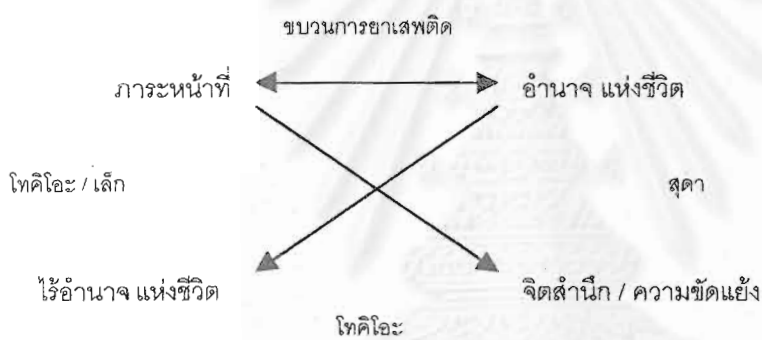 ขบวนการยาเสพติด
ภาระหน้าที่ อำนาจ แห่งชีวิต
โทคิโอะ / เล็ก สุดา
ไร้อำนาจ แห่งชีวิต จิตสำนึก / ความขัดแย้ง
โทคิโอะ